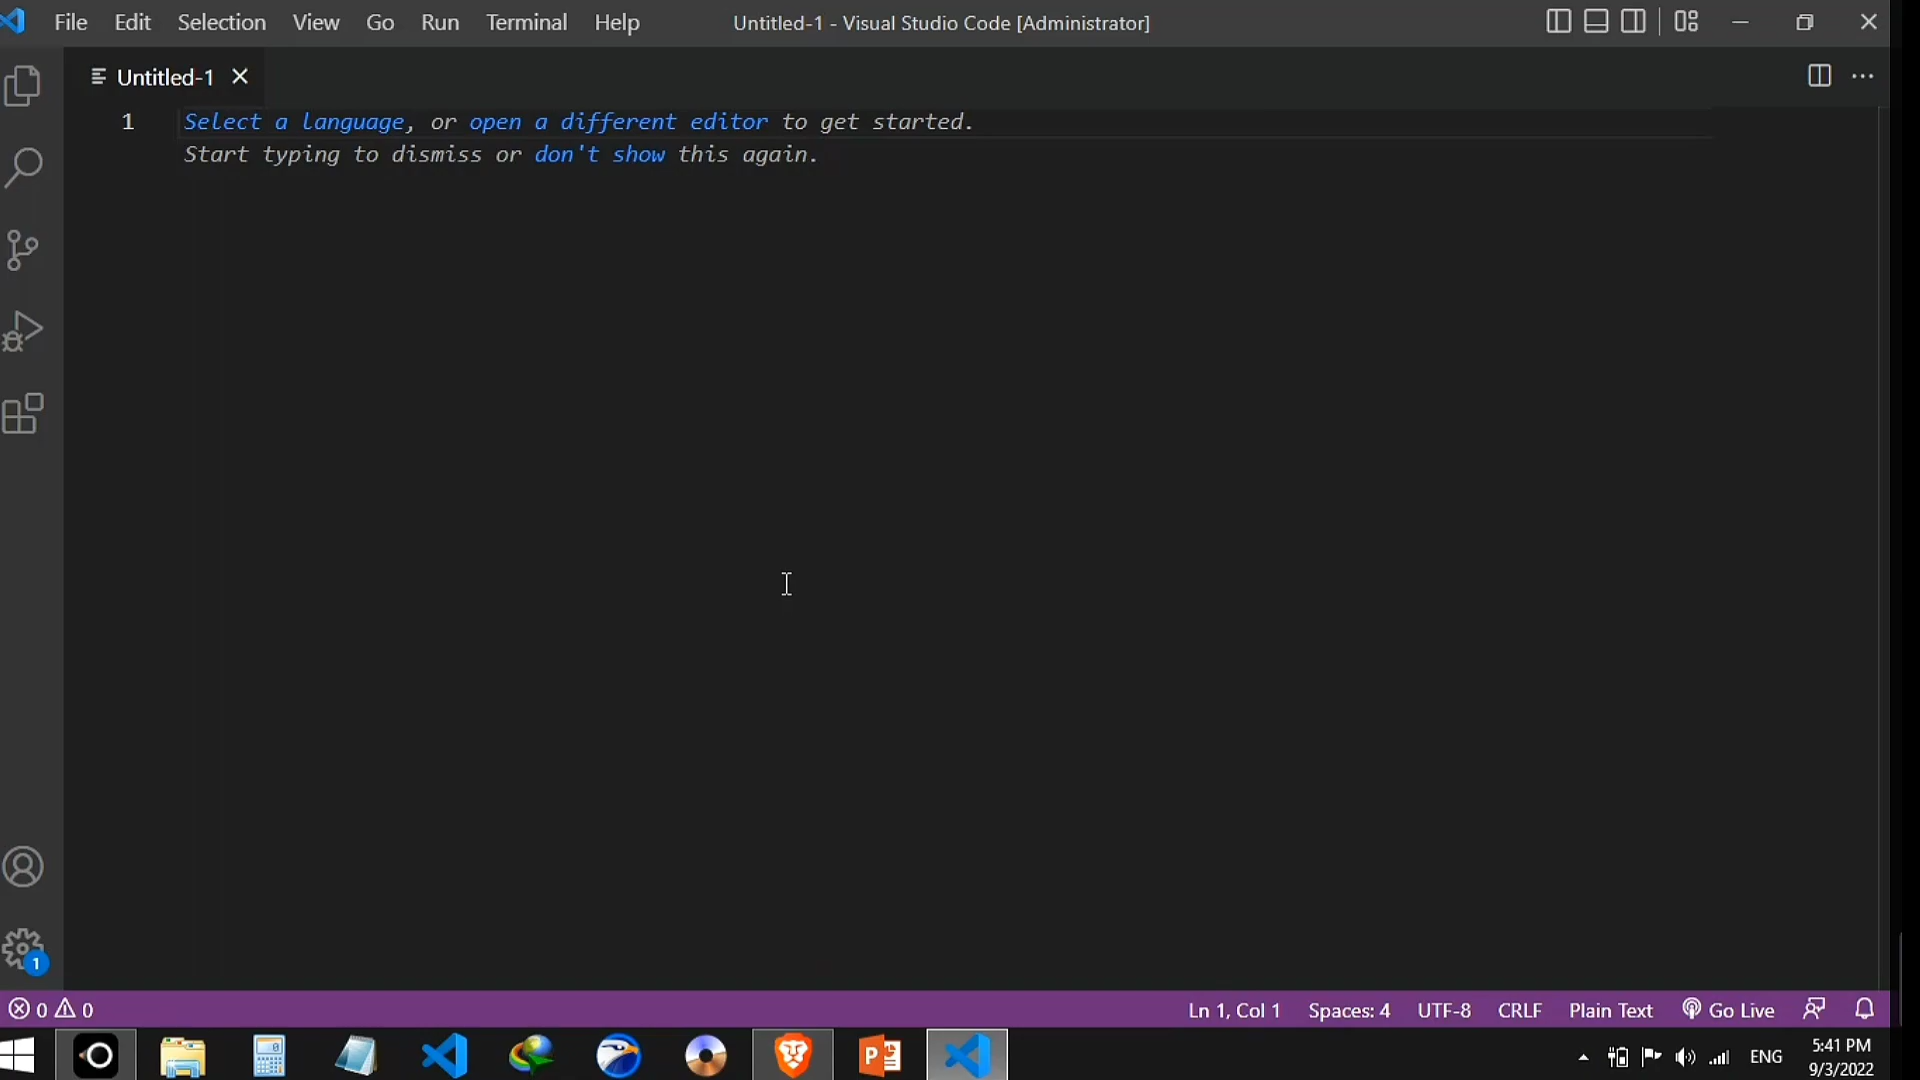 File Edit Selection View Go Run Terminal Help Untitled-1 - Visual Studio Code [Administrator]
Untitled-1
1 Select a language, or open a different editor to get started.
Start typing to dismiss or don't show this again.
1
0 0 Ln 1, Col 1 Spaces: 4 UTF-8 CRLF Plain Text Go Live
ENG 5:41 PM
9/3/2022